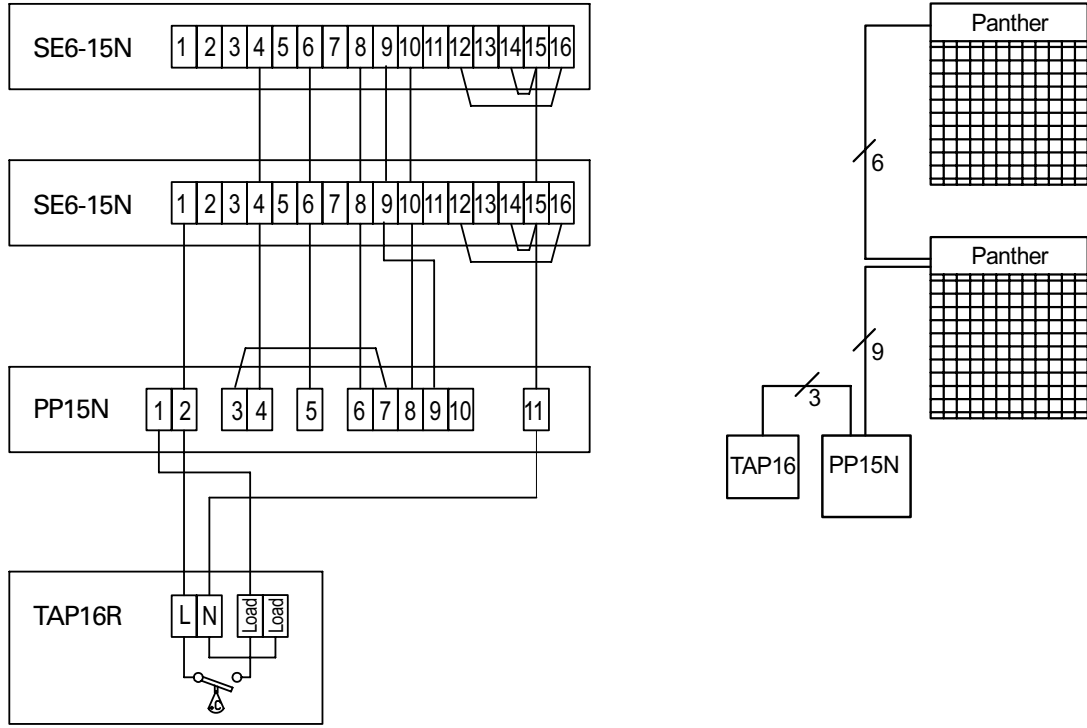 SE6-15N 1 2 3 4 5 6 7 8 9 10 11 12 13 14 15 16
SE6-15N 1 2 3 4 5 6 7 8 9 10 11 12 13 14 15 16
PP15N 1 2 3 4 5 6 7 8 9 10 11
TAP16R L N Load Load
°C
Panther
6
Panther
9
3
TAP16 PP15N